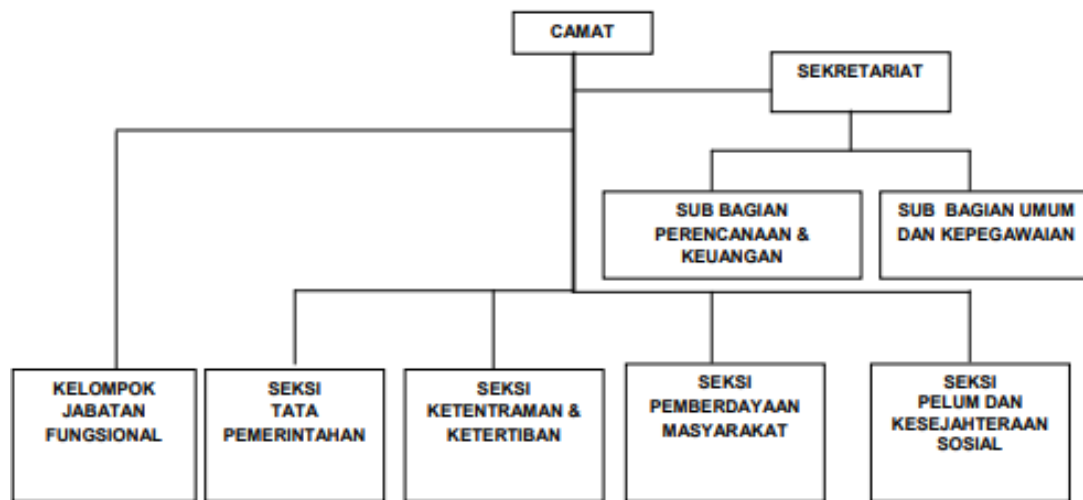 CAMAT
SEKRETARIAT
SUB BAGIAN
PERENCANAAN &
KEUANGAN
SUB BAGIAN UMUM
DAN KEPEGAWAIAN
KELOMPOK
JABATAN
FUNGSIONAL
SEKSI
TATA
PEMERINTAHAN
SEKSI
KETENTRAMAN &
KETERTIBAN
SEKSI
PEMBERDAYAAN
MASYARAKAT
SEKSI
PELUM DAN
KESEJAHTERAAN
SOSIAL